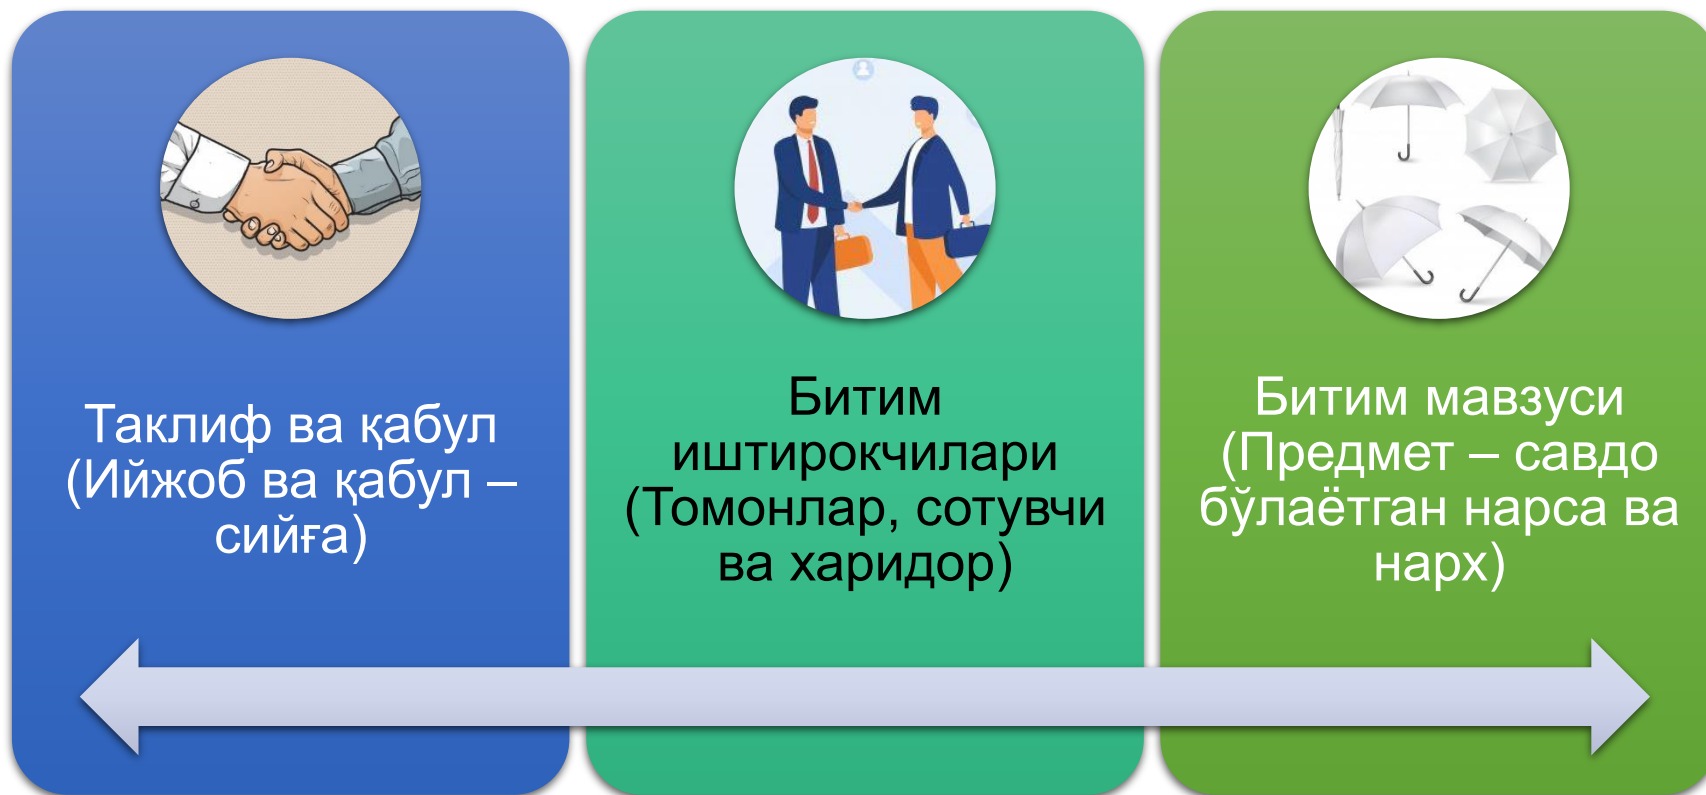 Таклиф ва қабул
(Ийжоб ва қабул –
сийға)
Битим
иштирокчилари
(Томонлар, сотувчи
ва харидор)
Битим мавзуси
(Предмет – савдо
бўлаётган нарса ва
нарх)